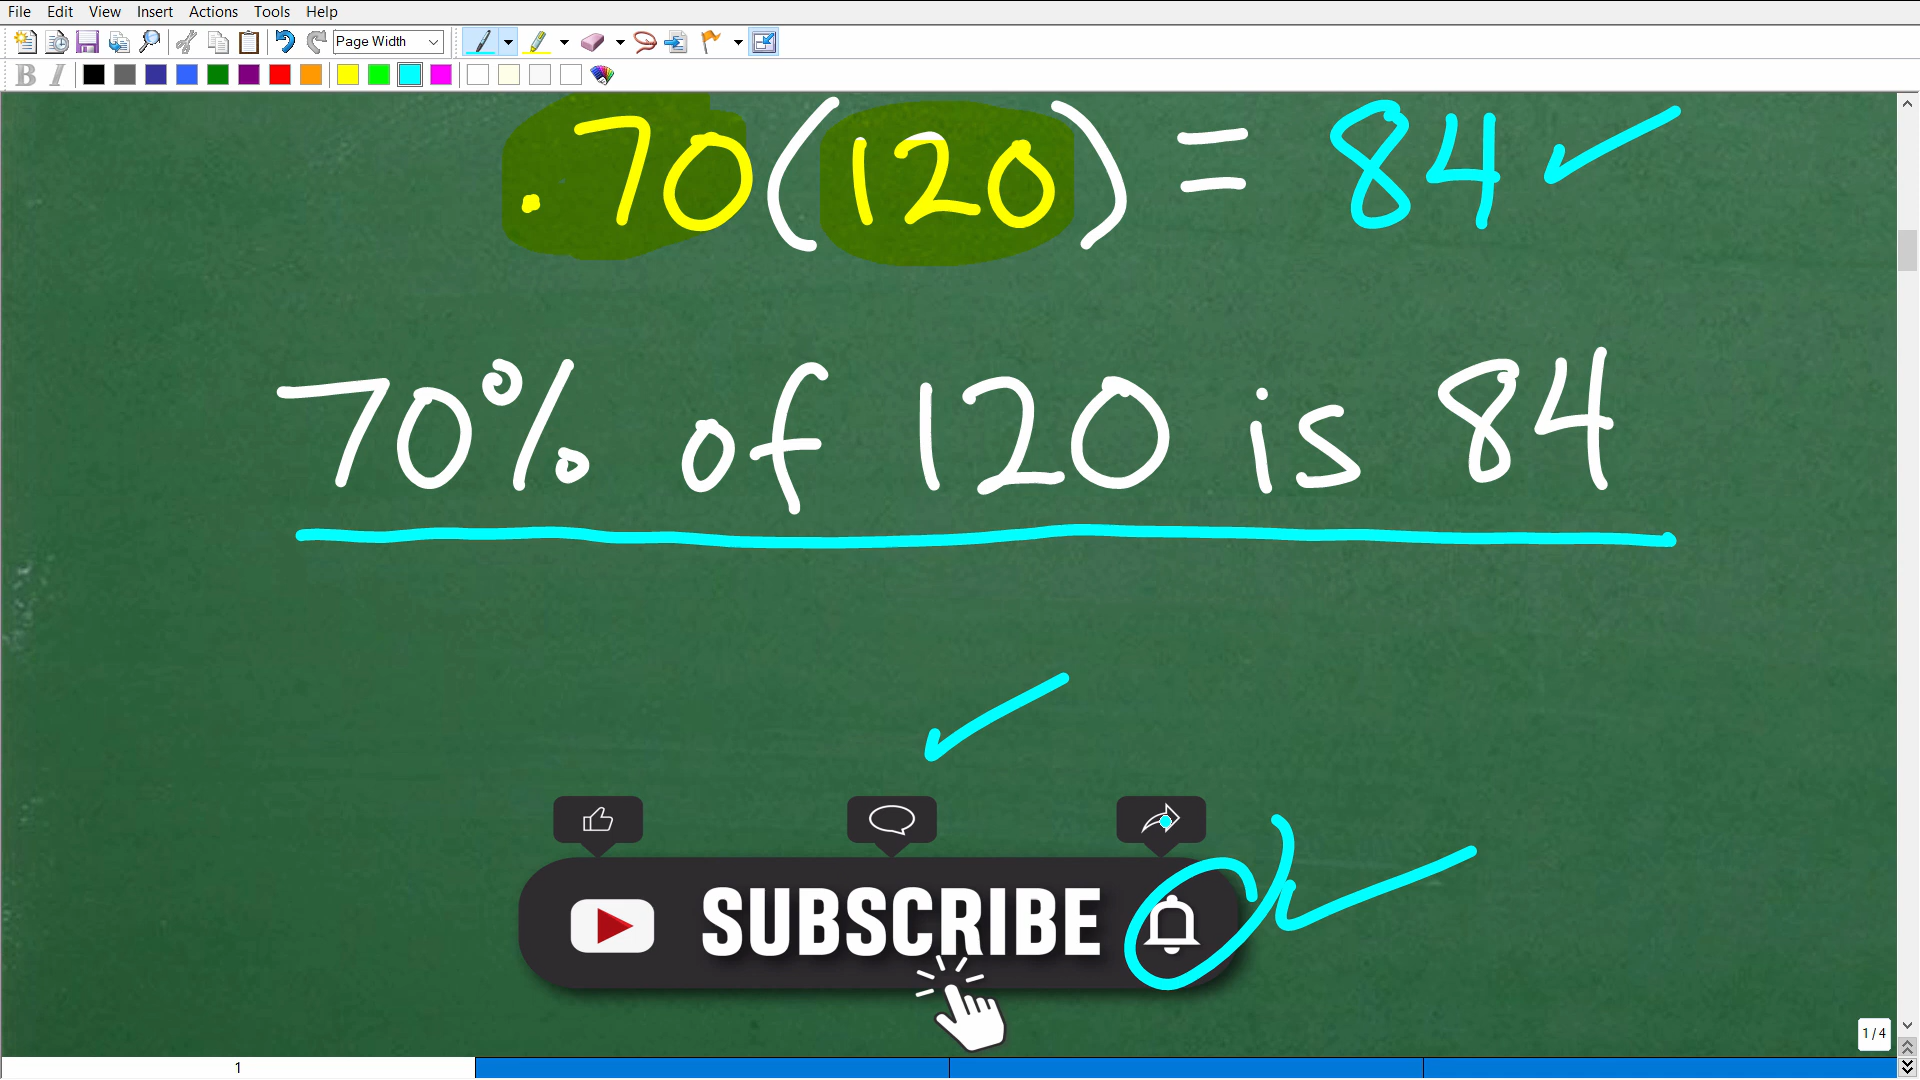 File Edit View Insert Actions Tools Help
Page Width
B I
.70(120) = 84
70% of 120 is 84
SUBSCRIBE
1 / 4
1